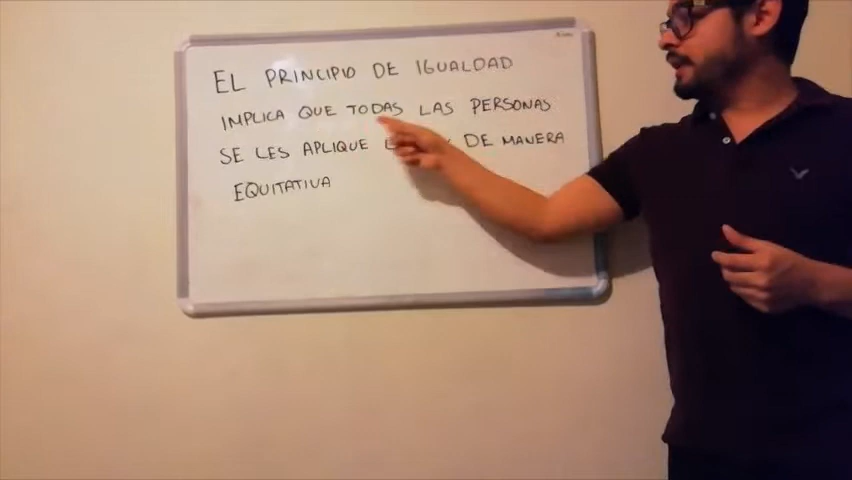 EL PRINCIPIO DE IGUALDAD
IMPLICA QUE TODAS LAS PERSONAS
SE LES APLIQUE DE MANERA
EQUITATIVA